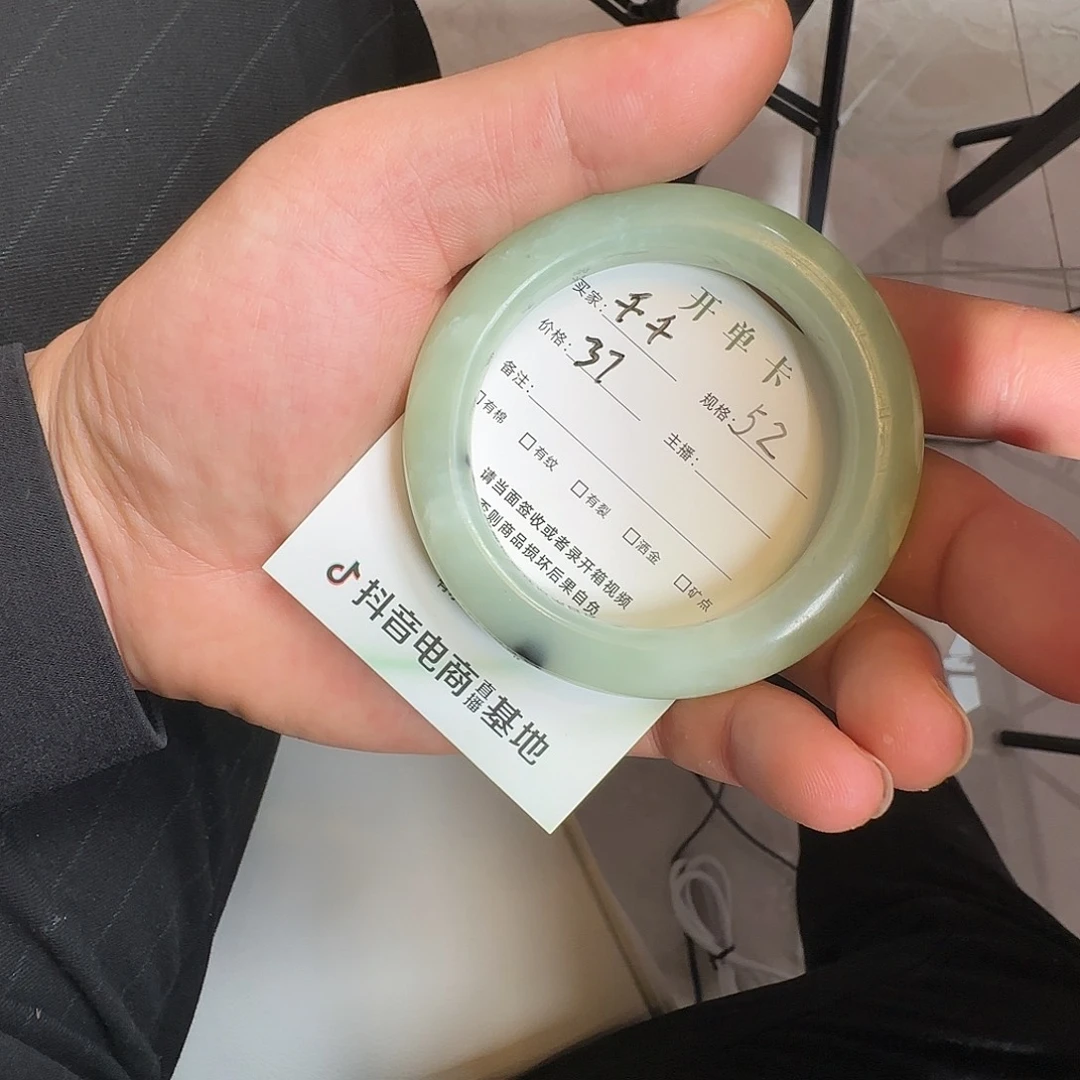 开单卡
买家：千千
价格：37
规格：52
备注：
主播：
有棉 □有纹 □有裂 □洒金 □矿点
请当面签收或者录开箱视频
否则商品损坏后果自负
抖音电商直播基地